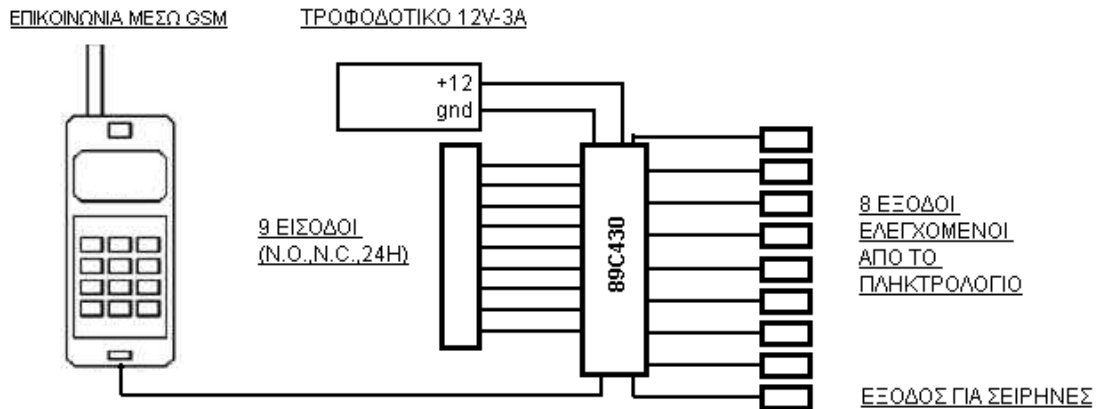 ΕΠΙΚΟΙΝΩΝΙΑ ΜΕΣΩ GSM
ΤΡΟΦΟΔΟΤΙΚΟ 12V-3A
+12
gnd
9 ΕΙΣΟΔΟΙ
(N.O.,N.C.,24H)
89C430
8 ΕΞΟΔΟΙ
ΕΛΕΓΧΟΜΕΝΟΙ
ΑΠΟ ΤΟ
ΠΛΗΚΤΡΟΛΟΓΙΟ
ΕΞΟΔΟΣ ΓΙΑ ΣΕΙΡΗΝΕΣ